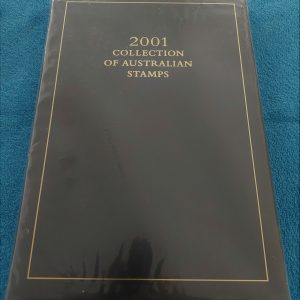 2001
COLLECTION
OF AUSTRALIAN
STAMPS